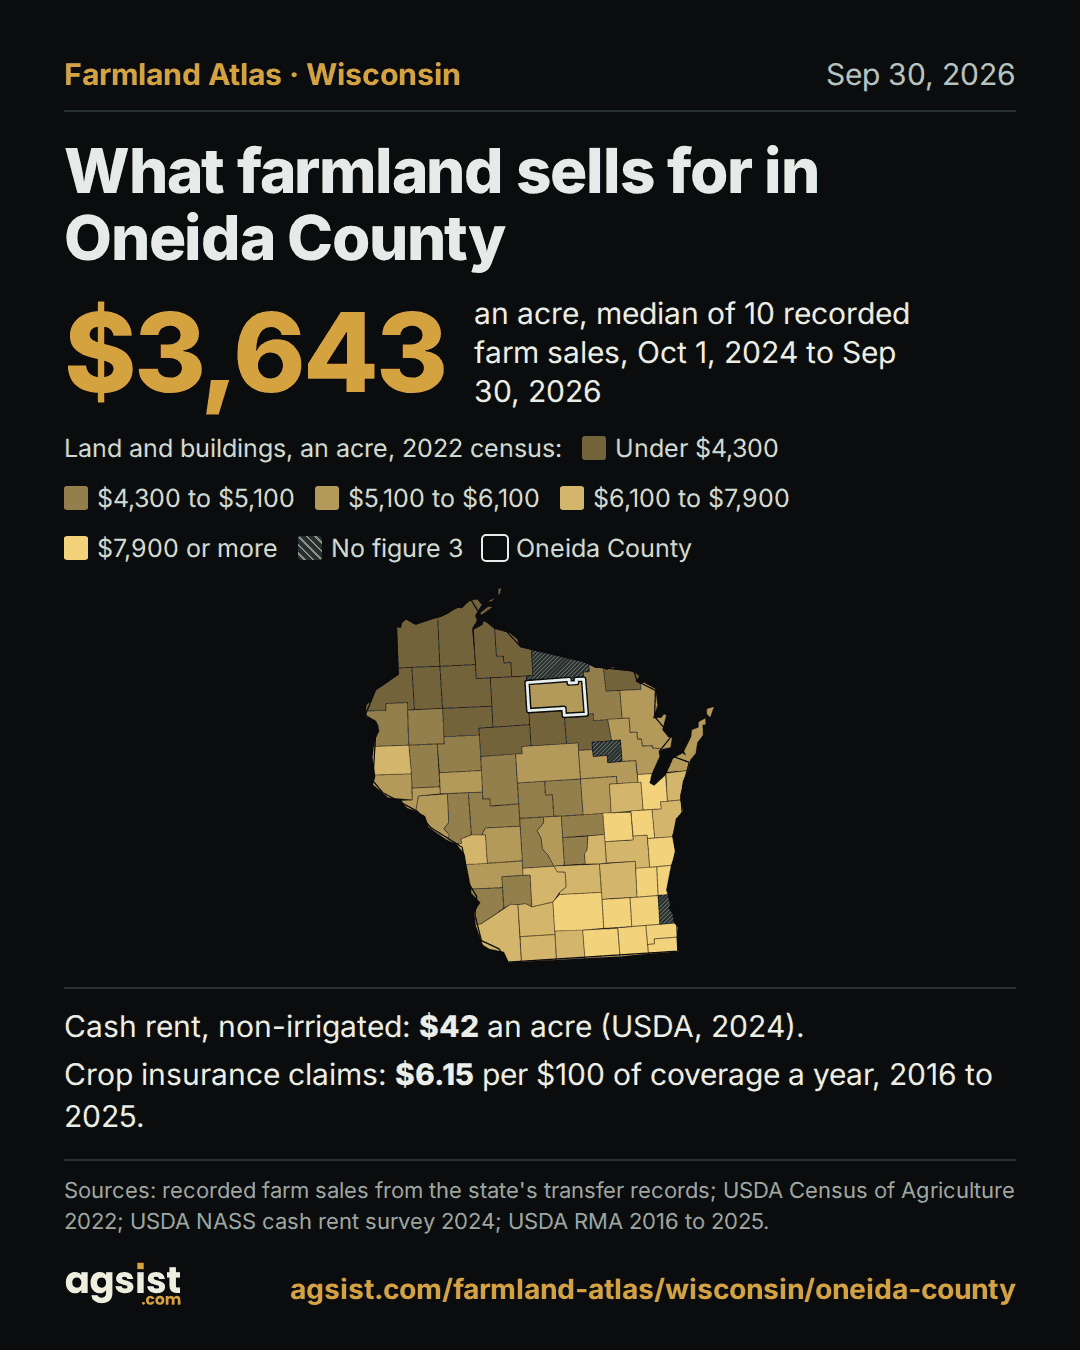 Farmland Atlas · Wisconsin
Sep 30, 2026
What farmland sells for in
Oneida County
$3,643
an acre, median of 10 recorded
farm sales, Oct 1, 2024 to Sep
30, 2026
Land and buildings, an acre, 2022 census: Under $4,300
$4,300 to $5,100 $5,100 to $6,100 $6,100 to $7,900
$7,900 or more No figure 3 Oneida County
Cash rent, non-irrigated: $42 an acre (USDA, 2024).
Crop insurance claims: $6.15 per $100 of coverage a year, 2016 to
2025.
Sources: recorded farm sales from the state's transfer records; USDA Census of Agriculture
2022; USDA NASS cash rent survey 2024; USDA RMA 2016 to 2025.
agsist
.com
agsist.com/farmland-atlas/wisconsin/oneida-county